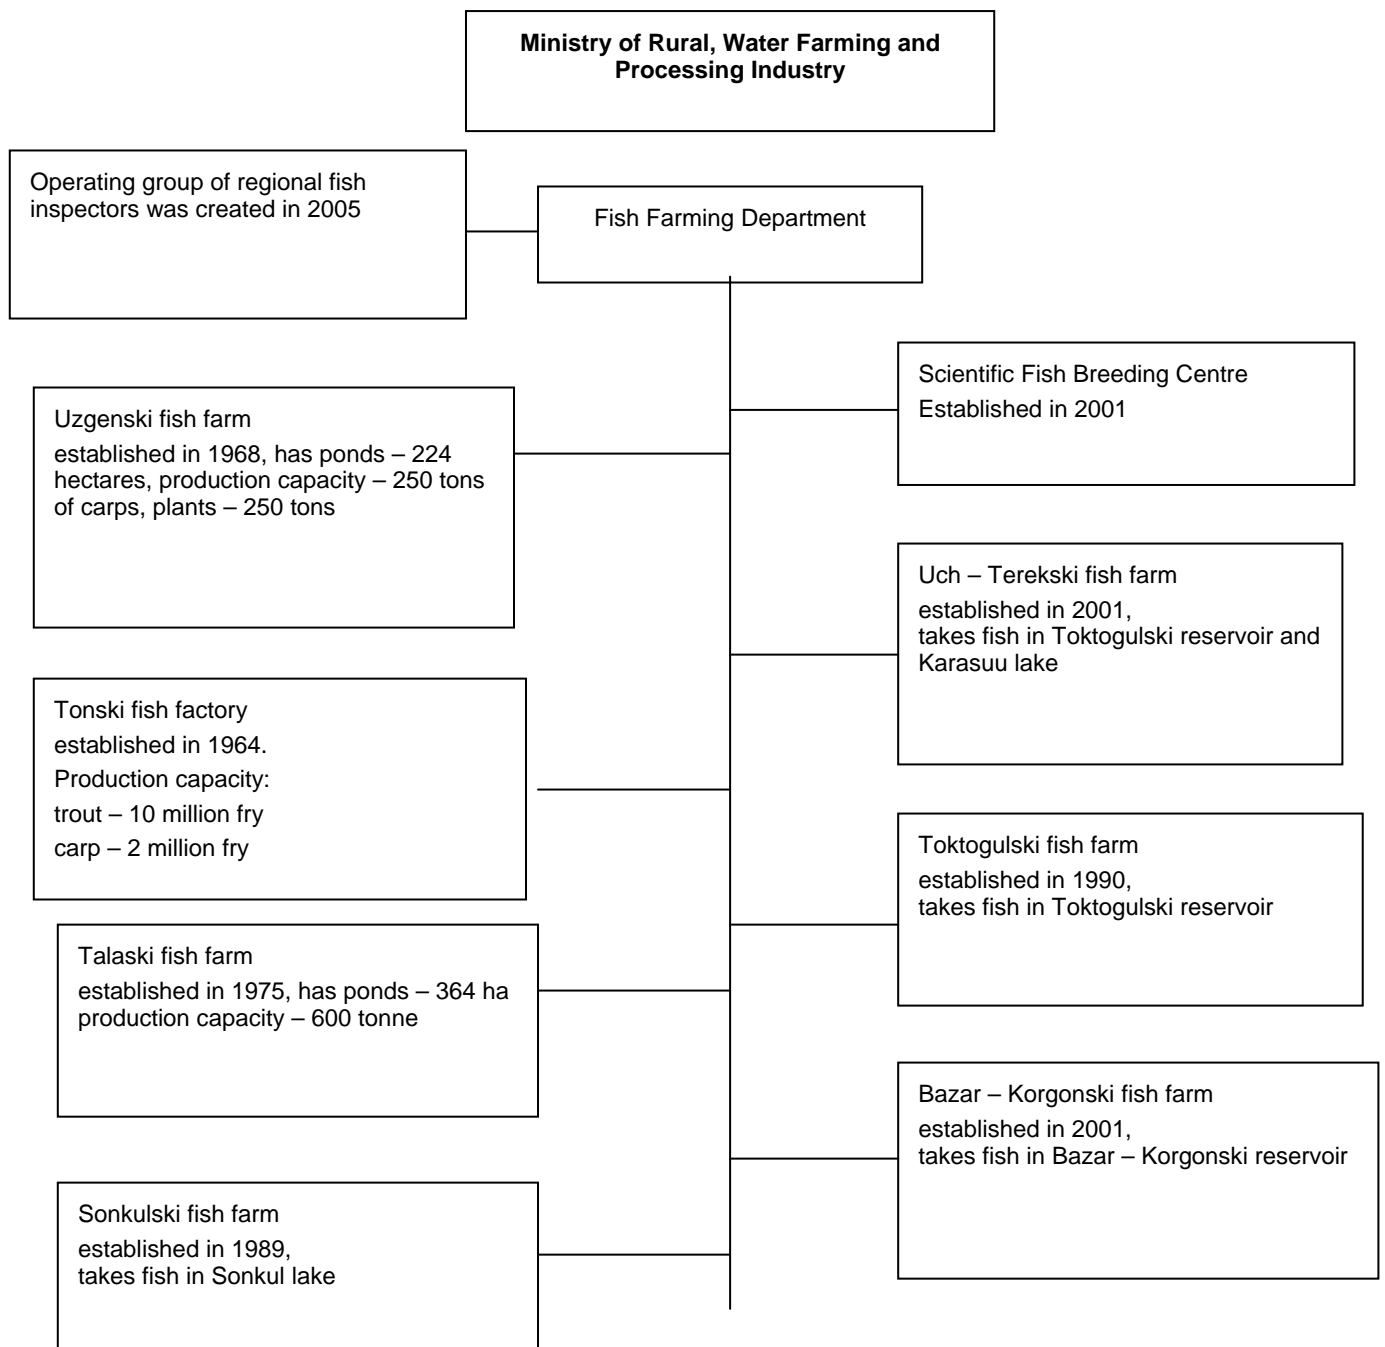 Ministry of Rural, Water Farming and
Processing Industry
Operating group of regional fish
inspectors was created in 2005
Fish Farming Department
Scientific Fish Breeding Centre
Established in 2001
Uzgenski fish farm
established in 1968, has ponds – 224
hectares, production capacity – 250 tons
of carps, plants – 250 tons
Uch – Terekski fish farm
established in 2001,
takes fish in Toktogulski reservoir and
Karasuu lake
Tonski fish factory
established in 1964.
Production capacity:
trout – 10 million fry
carp – 2 million fry
Toktogulski fish farm
established in 1990,
takes fish in Toktogulski reservoir
Talaski fish farm
established in 1975, has ponds – 364 ha
production capacity – 600 tonne
Bazar – Korgonski fish farm
established in 2001,
takes fish in Bazar – Korgonski reservoir
Sonkulski fish farm
established in 1989,
takes fish in Sonkul lake